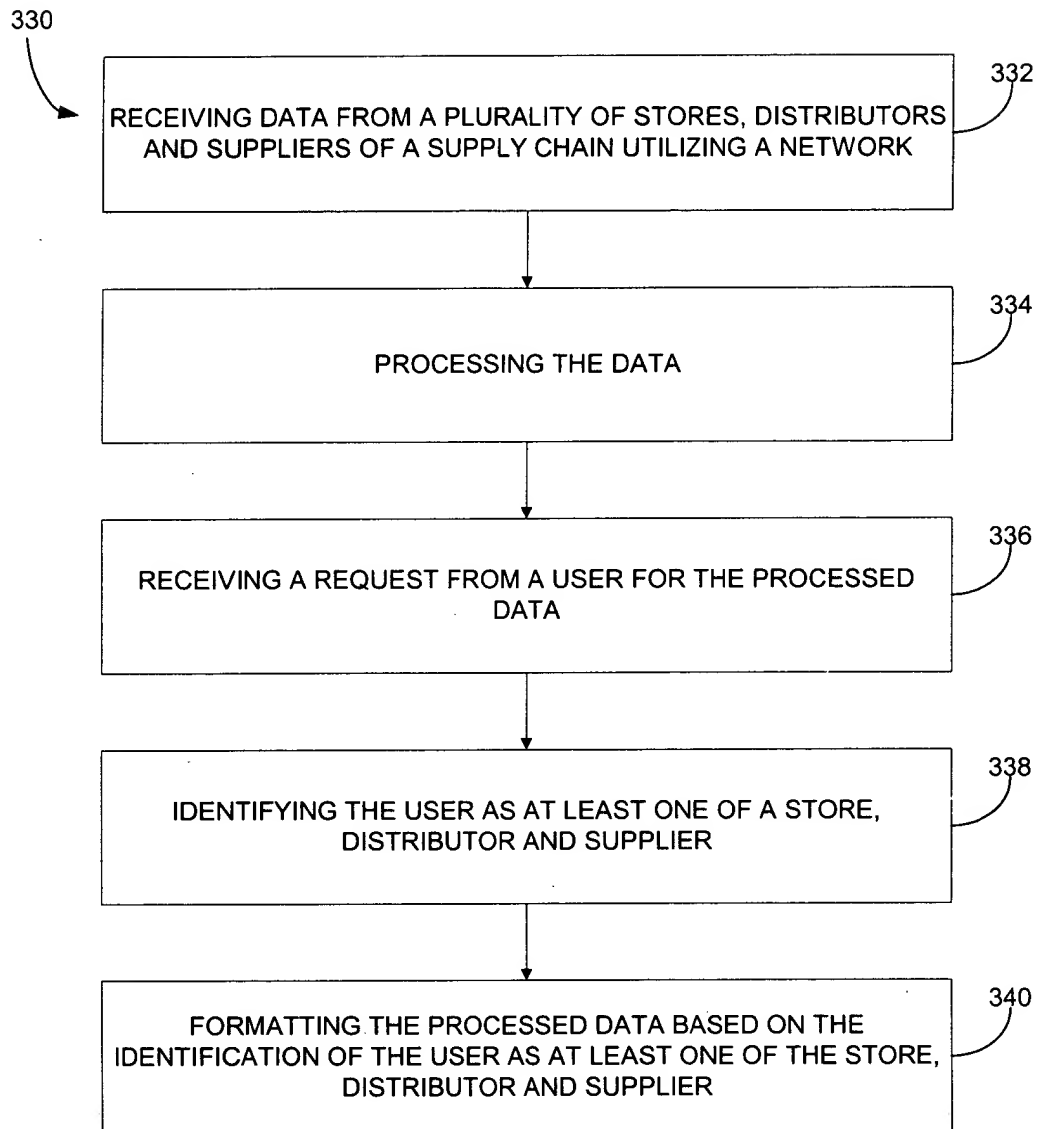 330
332
RECEIVING DATA FROM A PLURALITY OF STORES, DISTRIBUTORS
AND SUPPLIERS OF A SUPPLY CHAIN UTILIZING A NETWORK
334
PROCESSING THE DATA
336
RECEIVING A REQUEST FROM A USER FOR THE PROCESSED
DATA
338
IDENTIFYING THE USER AS AT LEAST ONE OF A STORE,
DISTRIBUTOR AND SUPPLIER
340
FORMATTING THE PROCESSED DATA BASED ON THE
IDENTIFICATION OF THE USER AS AT LEAST ONE OF THE STORE,
DISTRIBUTOR AND SUPPLIER